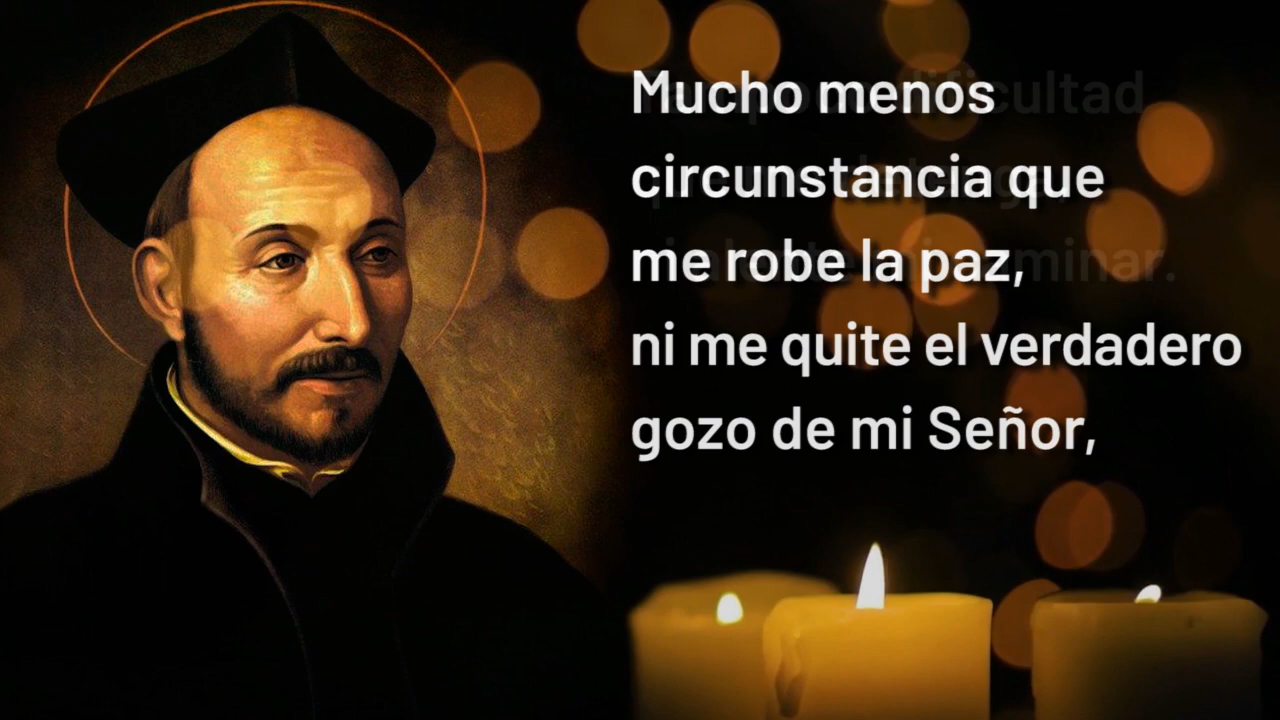 Mucho menos
circunstancia que
me robe la paz,
ni me quite el verdadero
gozo de mi Señor,